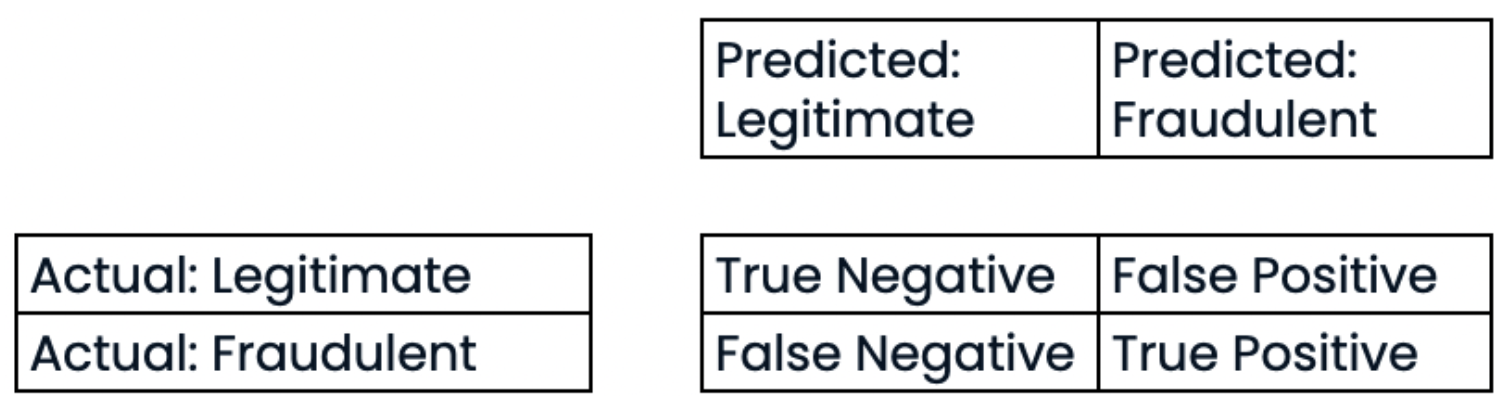 Predicted:
Legitimate
Predicted:
Fraudulent
Actual: Legitimate
True Negative
False Positive
Actual: Fraudulent
False Negative
True Positive